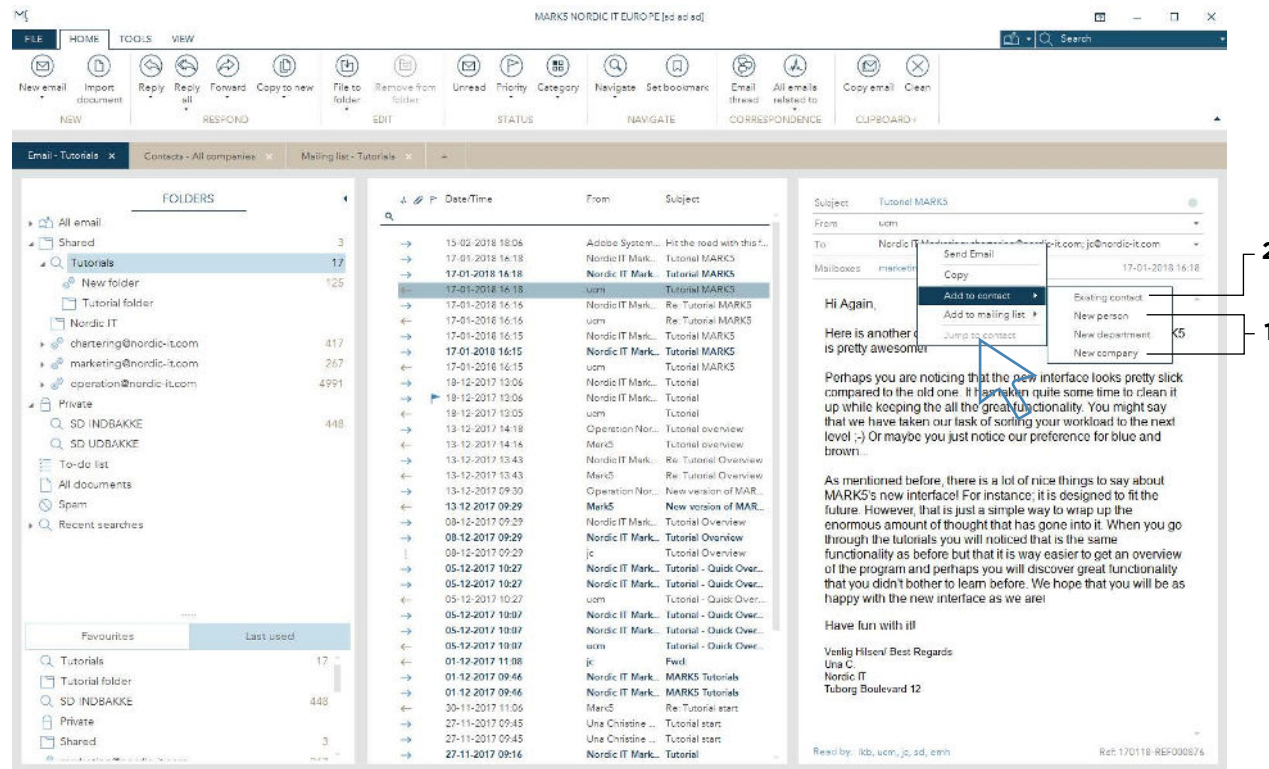 MARK5 NORDIC IT EUROPE [sd ad sd]
FILE HOME TOOLS VIEW
Search
New email Import document Reply Reply all Forward Copy to new File to folder Remove from folder Unread Priority Category Navigate Set bookmark Email thread All emails related to Copy email Clean
NEW RESPOND EDIT STATUS NAVIGATE CORRESPONDENCE CLIPBOARD+
Email - Tutorials x Contacts - All companies x Mailing list - Tutorials x +
FOLDERS
All email
Shared 3
Tutorials 17
New folder 125
Tutorial folder
Nordic IT
chartering@nordic-it.com 417
marketing@nordic-it.com 267
operation@nordic-it.com 4991
Private
SD INDBAKKE 448
SD UDBAKKE
To-do list
All documents
Spam
Recent searches
Favourites Last used
Tutorials 17
Tutorial folder
SD INDBAKKE 448
Private
Shared 3
Date/Time From Subject
15-02-2018 18:06 Adobe System... Hit the road with this f...
17-01-2018 16:18 Nordic IT Mark... Tutorial MARK5
17-01-2018 16:18 Nordic IT Mark... Tutorial MARK5
17-01-2018 16:18 ucm Tutorial MARK5
17-01-2018 16:16 Nordic IT Mark... Re: Tutorial MARK5
17-01-2018 16:16 ucm Re: Tutorial MARK5
17-01-2018 16:15 Nordic IT Mark... Tutorial MARK5
17-01-2018 16:15 Nordic IT Mark... Tutorial MARK5
17-01-2018 16:15 ucm Tutorial MARK5
18-12-2017 13:06 Nordic IT Mark... Tutorial
18-12-2017 13:06 Nordic IT Mark... Tutorial
18-12-2017 13:05 ucm Tutorial
13-12-2017 14:18 Operation Nor... Tutorial overview
13-12-2017 14:16 Mark5 Tutorial overview
13-12-2017 13:43 Nordic IT Mark... Re: Tutorial Overview
13-12-2017 13:43 Mark5 Re: Tutorial Overview
13-12-2017 09:30 Operation Nor... New version of MAR...
13-12-2017 09:29 Mark5 New version of MAR...
08-12-2017 09:29 Nordic IT Mark... Tutorial Overview
08-12-2017 09:29 Nordic IT Mark... Tutorial Overview
08-12-2017 09:29 jc Tutorial Overview
05-12-2017 10:27 Nordic IT Mark... Tutorial - Quick Over...
05-12-2017 10:27 Nordic IT Mark... Tutorial - Quick Over...
05-12-2017 10:27 ucm Tutorial - Quick Over...
05-12-2017 10:07 Nordic IT Mark... Tutorial - Quick Over...
05-12-2017 10:07 Nordic IT Mark... Tutorial - Quick Over...
05-12-2017 10:07 ucm Tutorial - Quick Over...
01-12-2017 11:08 jc Fwd:
01-12-2017 09:46 Nordic IT Mark... MARK5 Tutorials
01-12-2017 09:46 Nordic IT Mark... MARK5 Tutorials
30-11-2017 11:06 Mark5 Re: Tutorial start
27-11-2017 09:45 Una Christine ... Tutorial start
27-11-2017 09:45 Una Christine ... Tutorial start
27-11-2017 09:16 Nordic IT Mark... Tutorial
Subject Tutorial MARK5
From ucm
To Nordic IT jc@nordic-it.com
Mailboxes 17-01-2018 16:18
Send Email
Copy
Add to contact
Add to mailing list
Jump to contact
Existing contact
New person
New department
New company
2
1
Hi Again,
Here is another K5
is pretty awesome!
Perhaps you are noticing that the new interface looks pretty slick
compared to the old one. It has taken quite some time to clean it
up while keeping the all the great functionality. You might say
that we have taken our task of sorting your workload to the next
level ;-) Or maybe you just notice our preference for blue and
brown...
As mentioned before, there is a lot of nice things to say about
MARK5's new interface! For instance; it is designed to fit the
future. However, that is just a simple way to wrap up the
enormous amount of thought that has gone into it. When you go
through the tutorials you will noticed that is the same
functionality as before but that it is way easier to get an overview
of the program and perhaps you will discover great functionality
that you didn't bother to learn before. We hope that you will be as
happy with the new interface as we are!
Have fun with it!!
Venlig Hilsen/ Best Regards
Una C.
Nordic IT
Tuborg Boulevard 12
Read by: lkb, ucm, jc, sd, emh Ref: 170118-REF000876